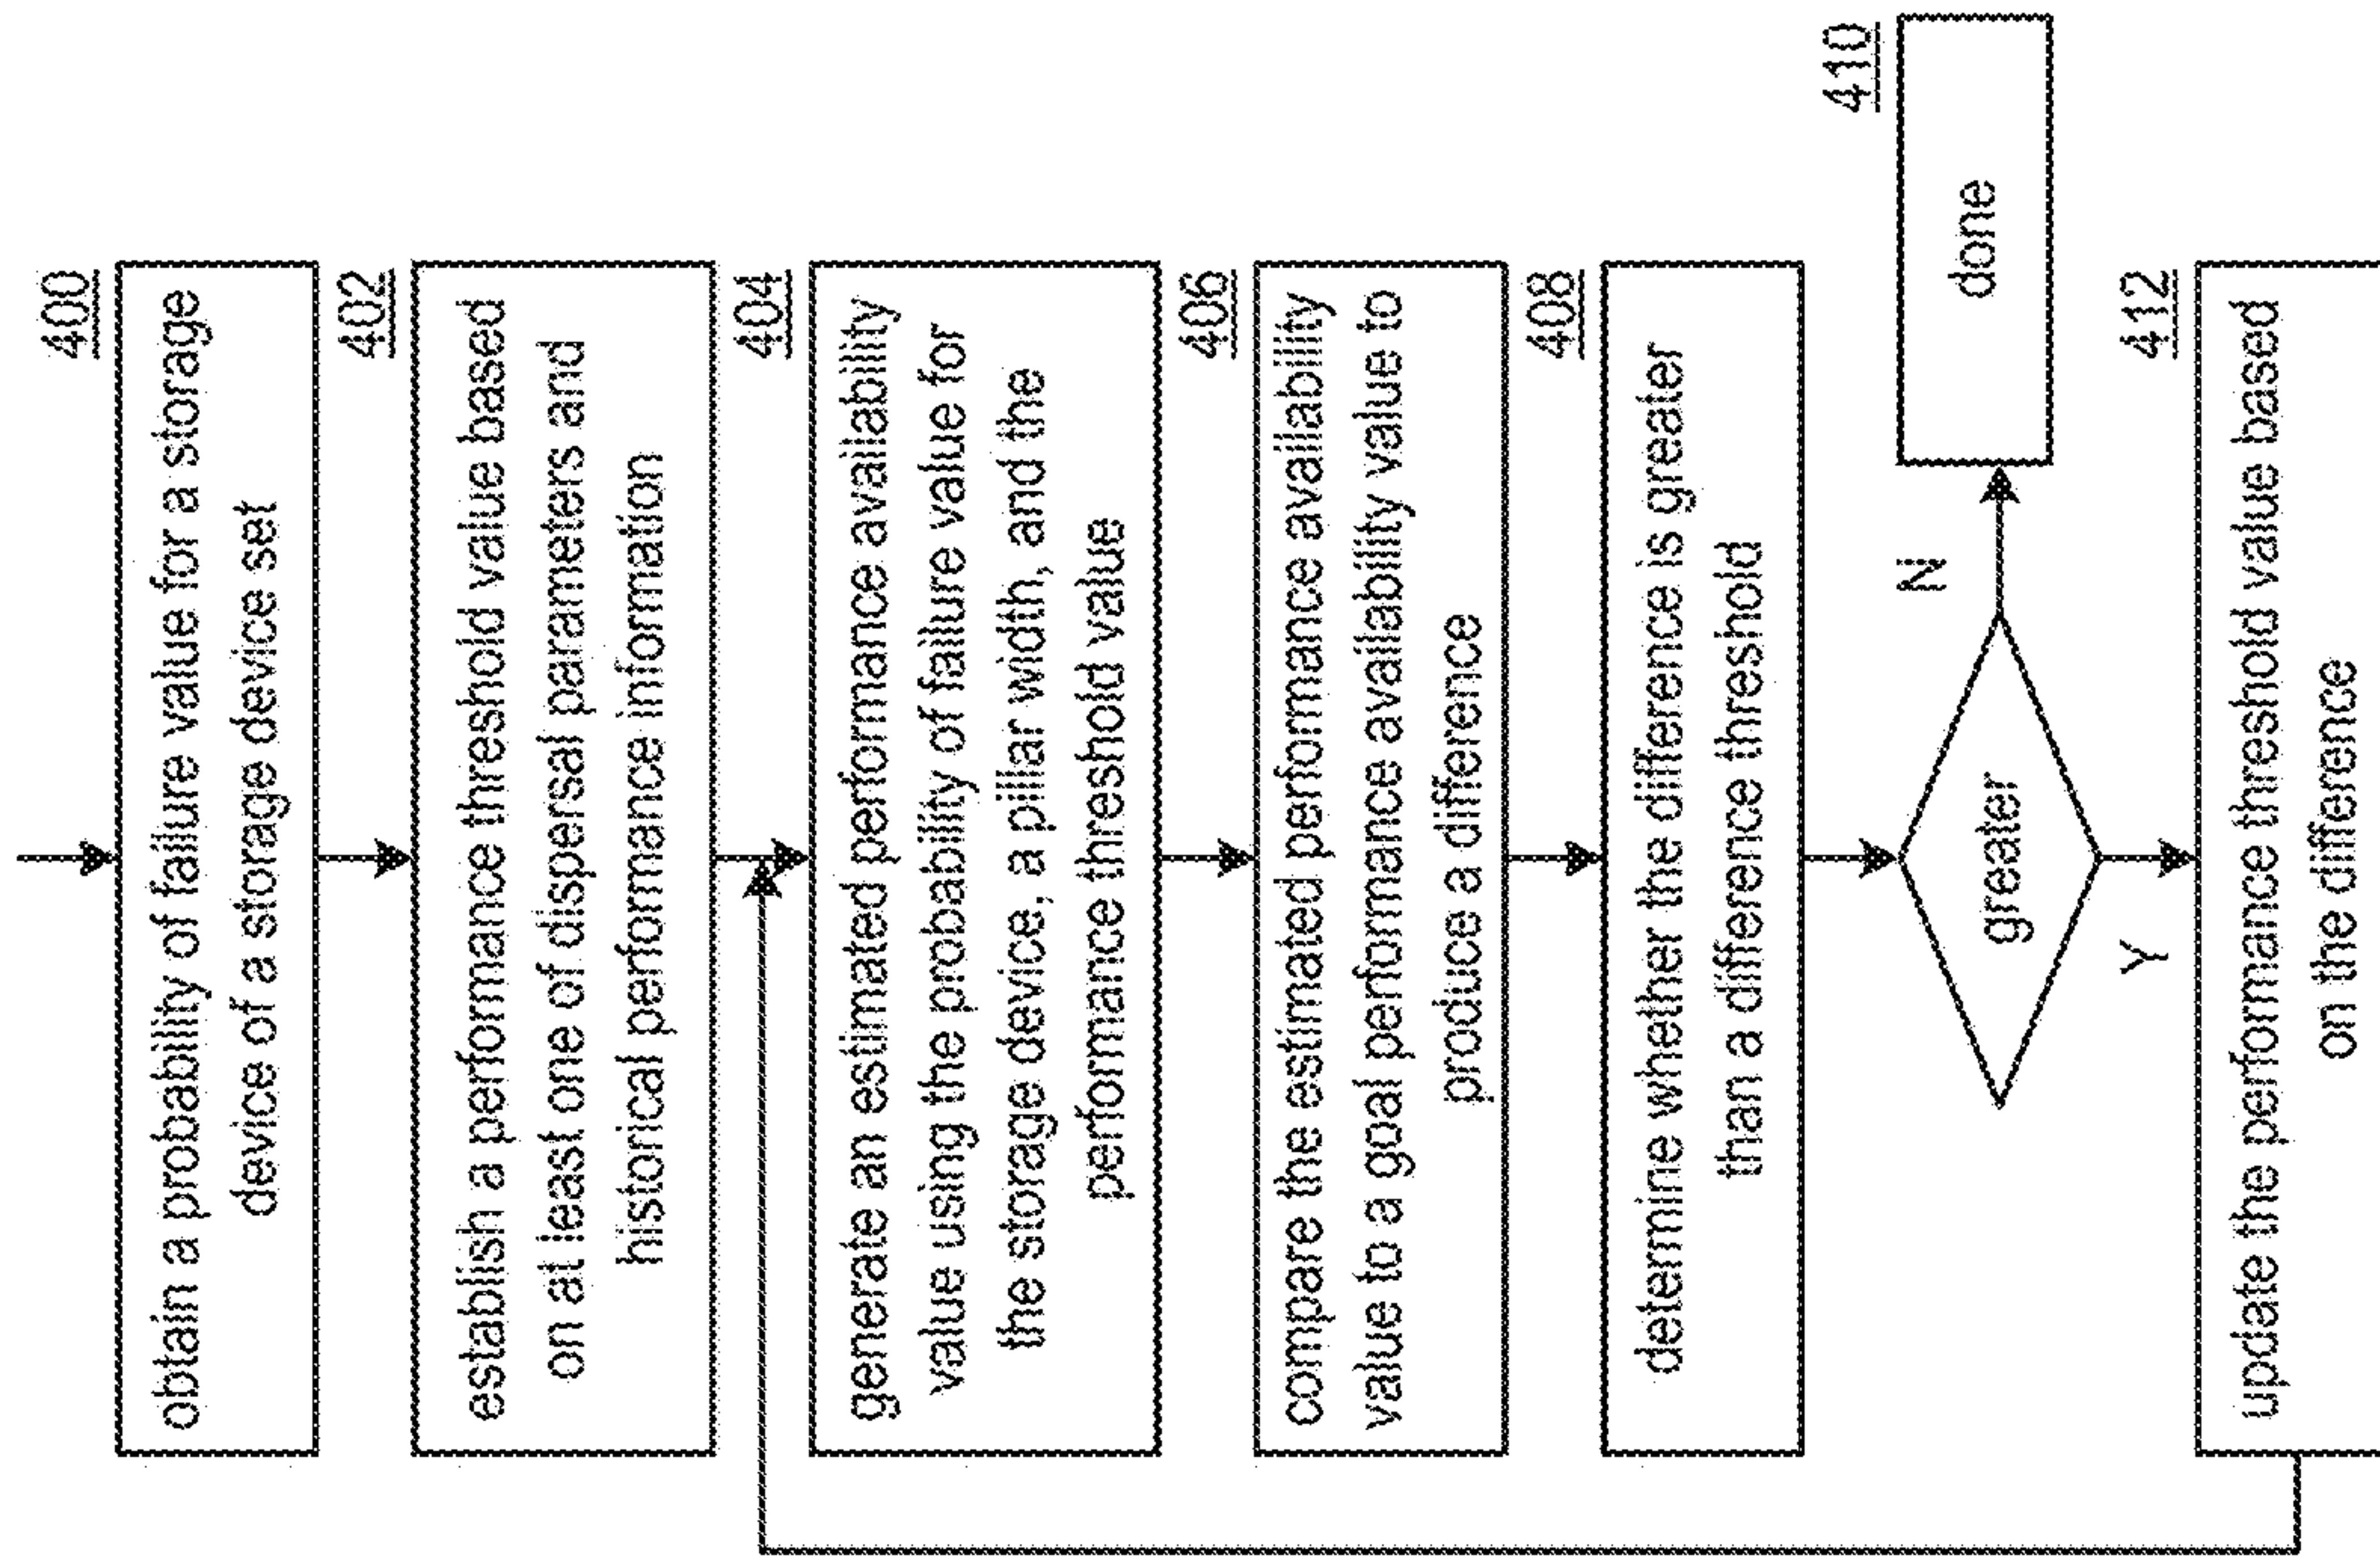 400
obtain a probability of failure value for a storage
device of a storage device set
402
establish a performance threshold value based
on at least one of dispersal parameters and
historical performance information
404
generate an estimated performance availability
value using the probability of failure value for
the storage device, a pillar width, and the
performance threshold value
406
compare the estimated performance availability
value to a goal performance availability value to
produce a difference
408
determine whether the difference is greater
than a difference threshold
greater
N
410
done
Y
412
update the performance threshold value based
on the difference